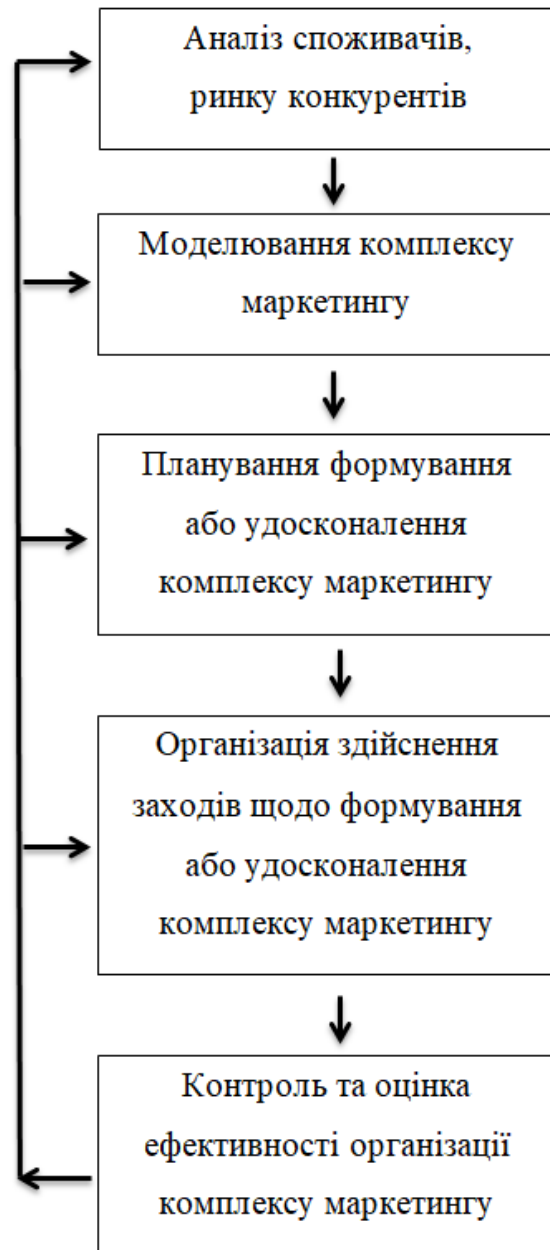 Аналіз споживачів,
ринку конкурентів
Моделювання комплексу
маркетингу
Планування формування
або удосконалення
комплексу маркетингу
Організація здійснення
заходів щодо формування
або удосконалення
комплексу маркетингу
Контроль та оцінка
ефективності організації
комплексу маркетингу